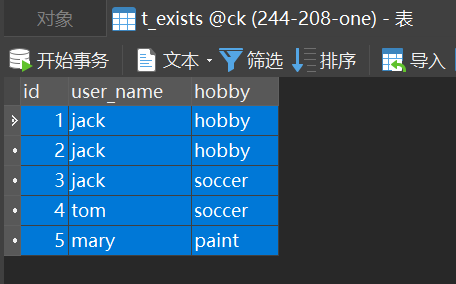 对象 t_exists @ck (244-208-one) - 表
开始事务 文本 筛选 排序 导入
id user_name hobby
1 jack hobby
2 jack hobby
3 jack soccer
4 tom soccer
5 mary paint